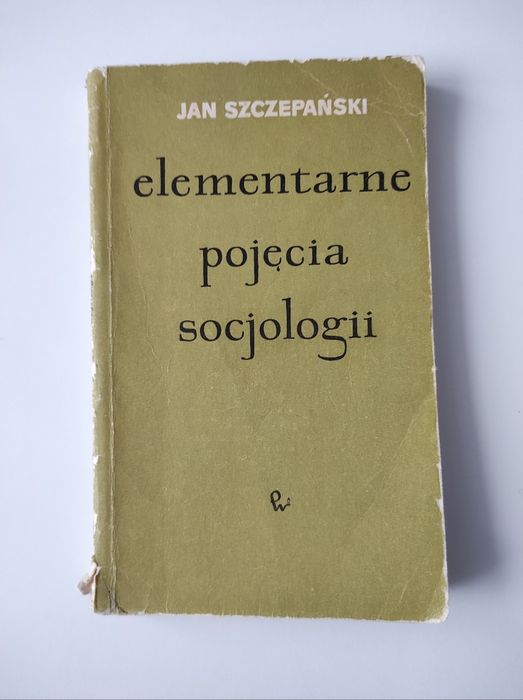 JAN SZCZEPAŃSKI
elementarne
pojęcia
socjologii